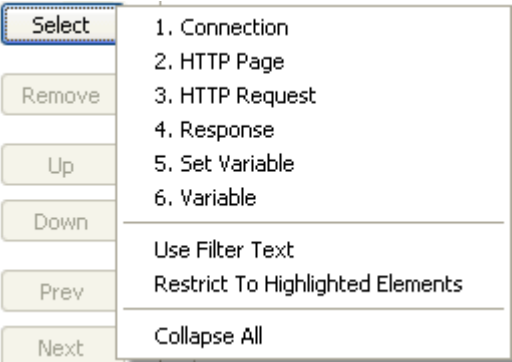 Select
Remove
Up
Down
Prev
Next
1. Connection
2. HTTP Page
3. HTTP Request
4. Response
5. Set Variable
6. Variable
Use Filter Text
Restrict To Highlighted Elements
Collapse All